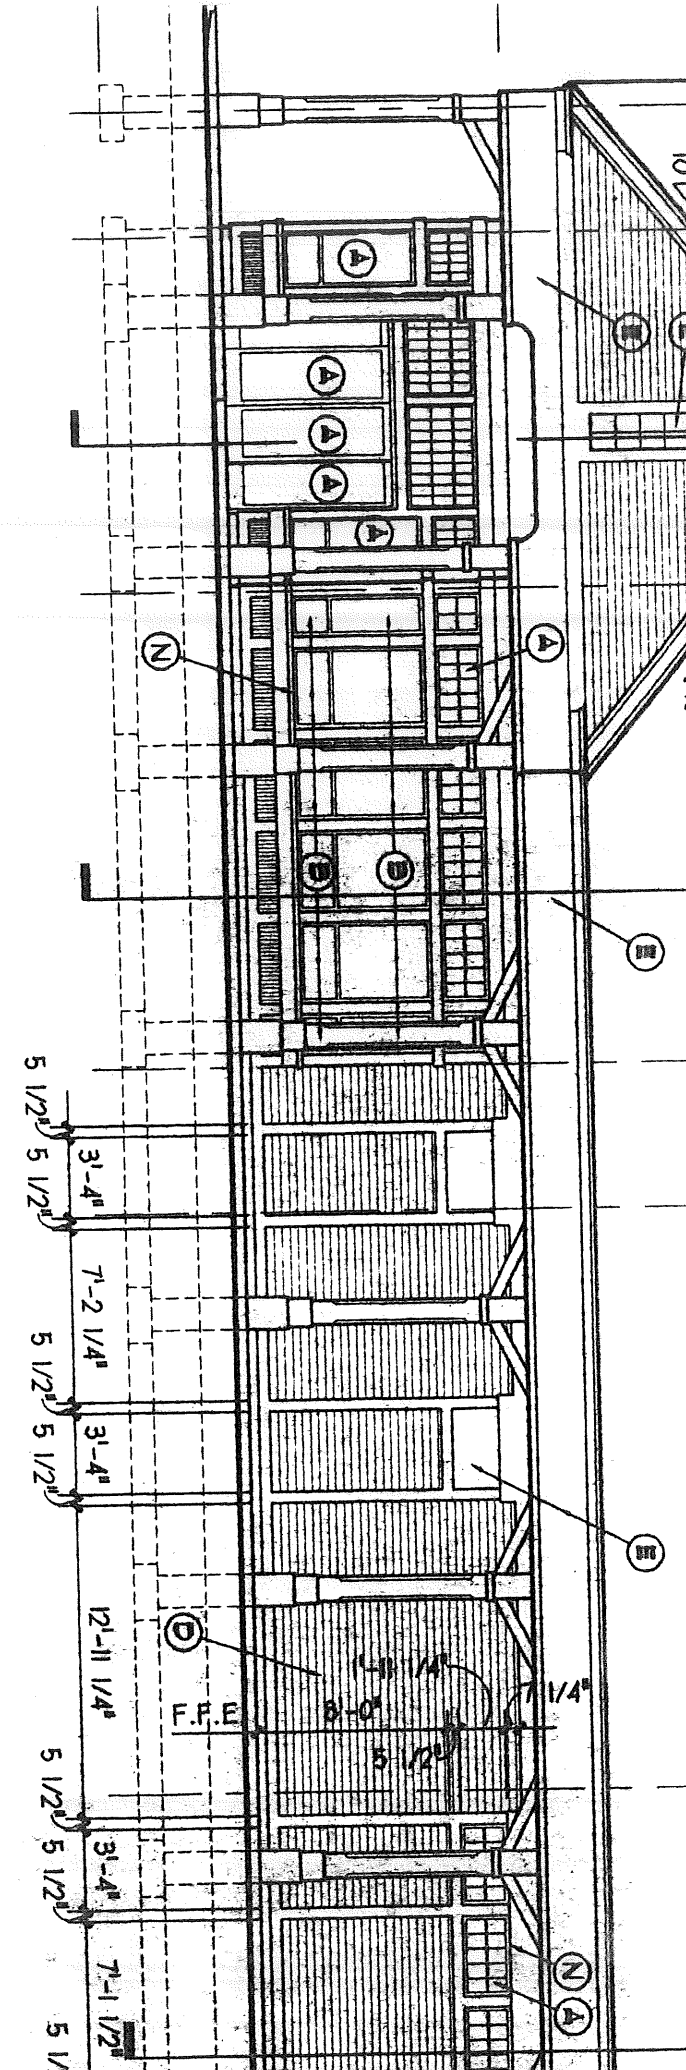 A
A
A
A
A
E
A
N
B
B
E
5 1/2"
3'-4"
5 1/2"
7'-2 1/4"
5 1/2"
3'-4"
5 1/2"
E
12'-11 1/4"
D
F.F.E
8'-0"
1'-11 1/4"
5 1/2"
7 1/4"
5 1/2"
3'-4"
5 1/2"
7'-1 1/2"
N
A